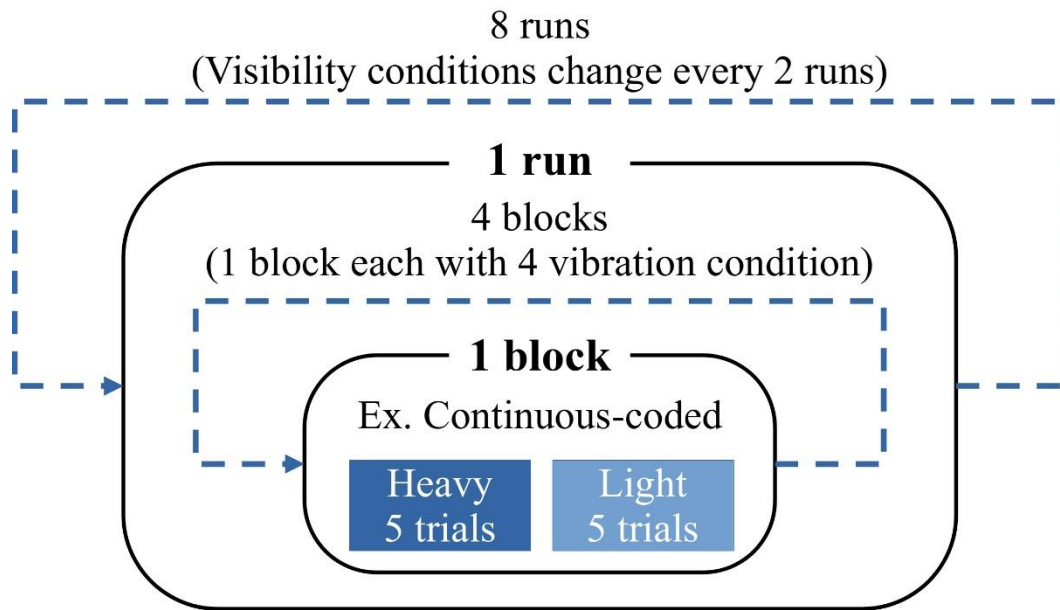 8 runs
(Visibility conditions change every 2 runs)
1 run
4 blocks
(1 block each with 4 vibration condition)
1 block
Ex. Continuous-coded
Heavy
5 trials
Light
5 trials